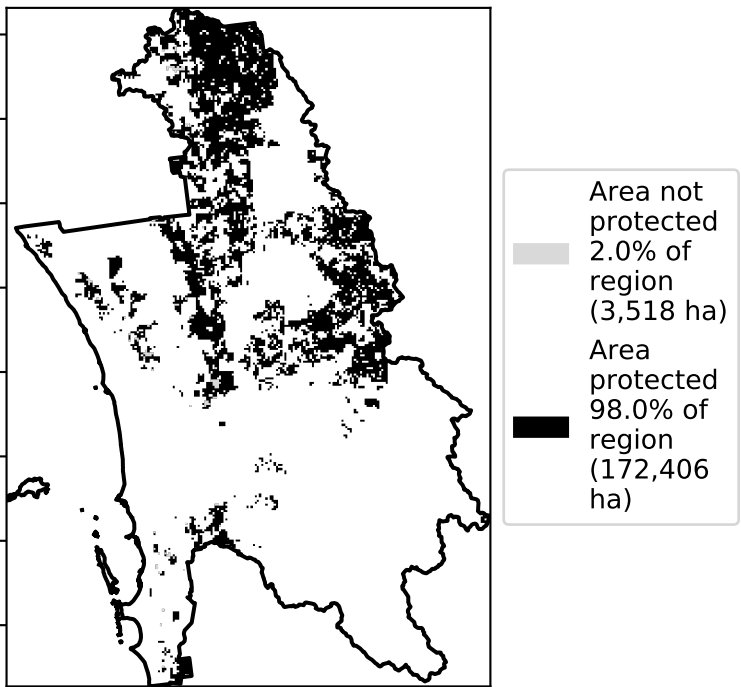 Area not
protected
2.0% of
region
(3,518 ha)
Area
protected
98.0% of
region
(172,406
ha)